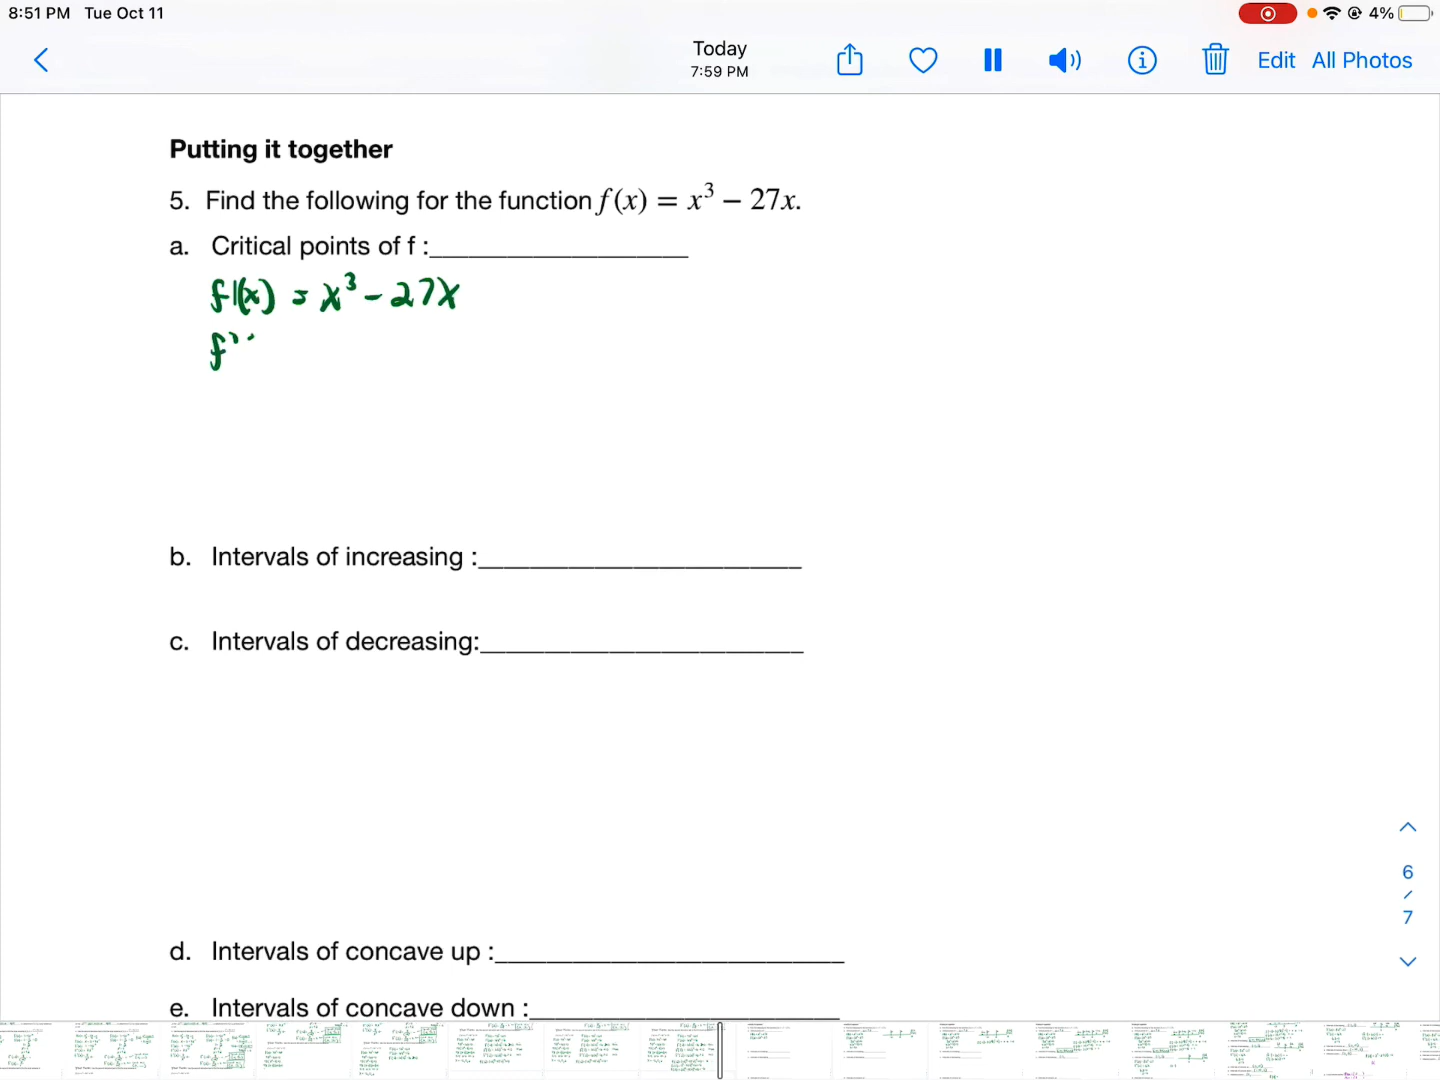 8:51 PM Tue Oct 11
4%
Today
7:59 PM
Edit All Photos
Putting it together
5. Find the following for the function f(x) = x³ − 27x.
a. Critical points of f :
f'(x) = x³ - 27x
f'
b. Intervals of increasing :
c. Intervals of decreasing:
6
/
7
d. Intervals of concave up :
e. Intervals of concave down :